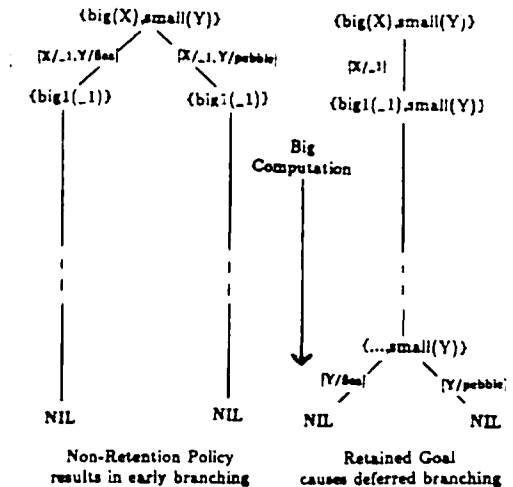 {big(X),small(Y)}
[X/_1,Y/flea]
[X/_1,Y/pebble]
{big1(_1)}
{big1(_1)}
NIL
NIL
Non-Retention Policy
results in early branching
Big
Computation
{big(X),small(Y)}
[X/_1]
{big1(_1),small(Y)}
{...,small(Y)}
[Y/flea]
[Y/pebble]
NIL
NIL
Retained Goal
causes deferred branching